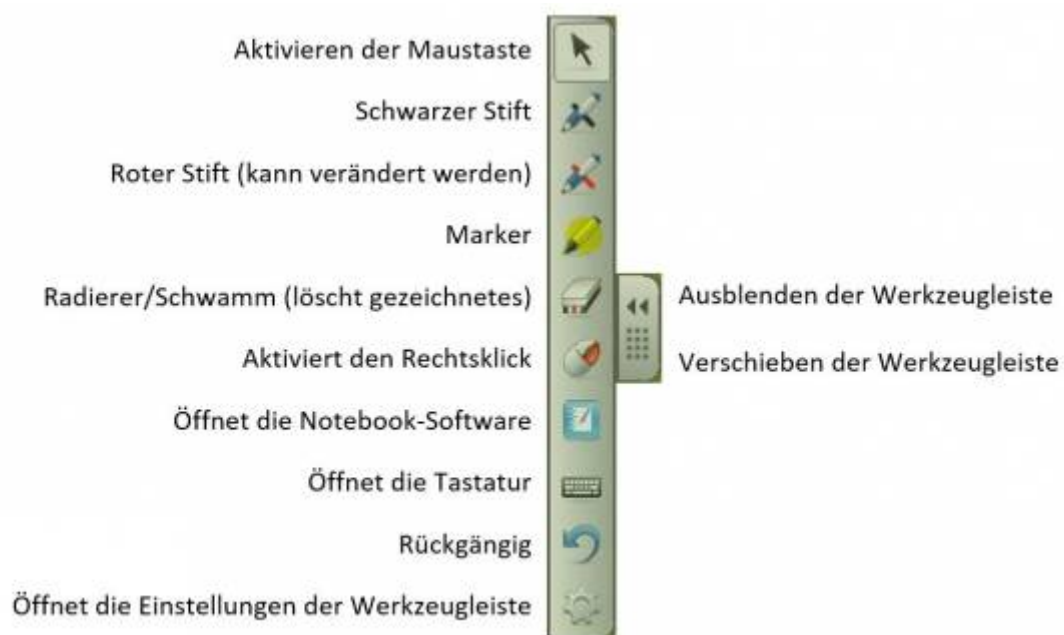 Aktivieren der Maustaste
Schwarzer Stift
Roter Stift (kann verändert werden)
Marker
Radierer/Schwamm (löscht gezeichnetes)
Ausblenden der Werkzeugleiste
Aktiviert den Rechtsklick
Verschieben der Werkzeugleiste
Öffnet die Notebook-Software
Öffnet die Tastatur
Rückgängig
Öffnet die Einstellungen der Werkzeugleiste